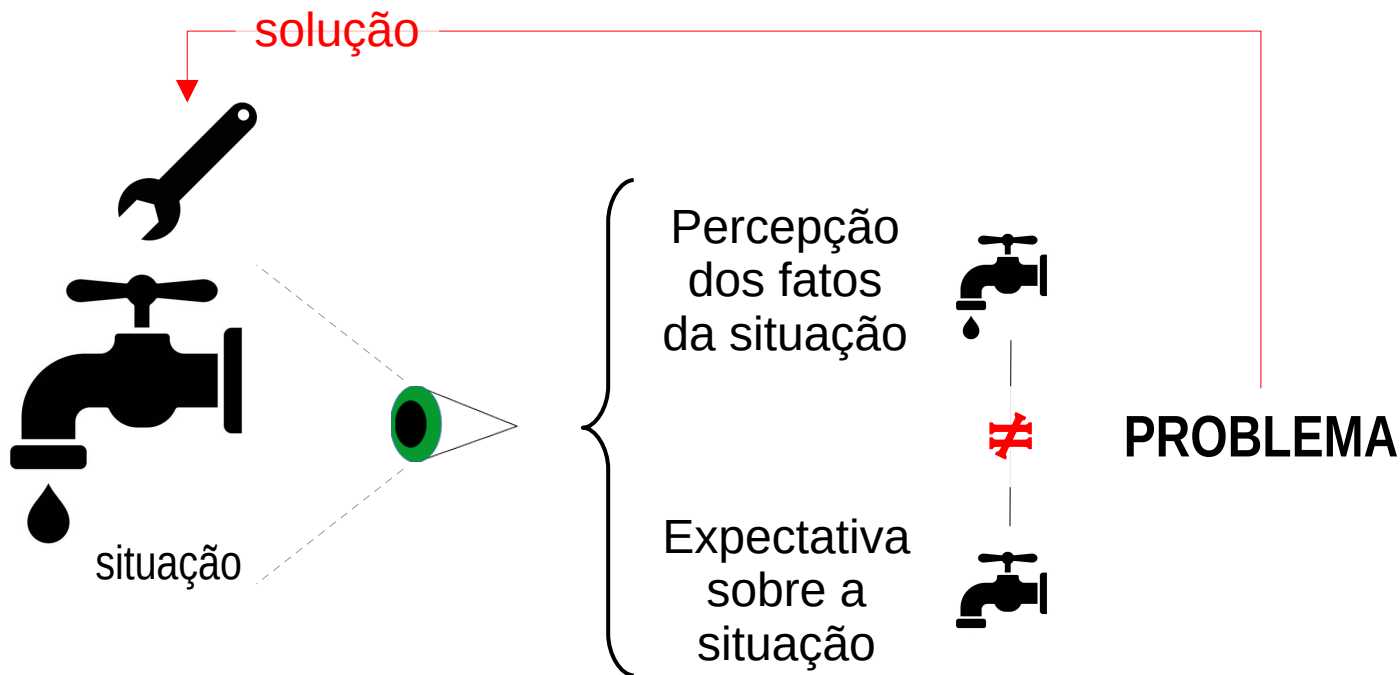 solução
Percepção
dos fatos
da situação
≠
PROBLEMA
Expectativa
sobre a
situação
situação